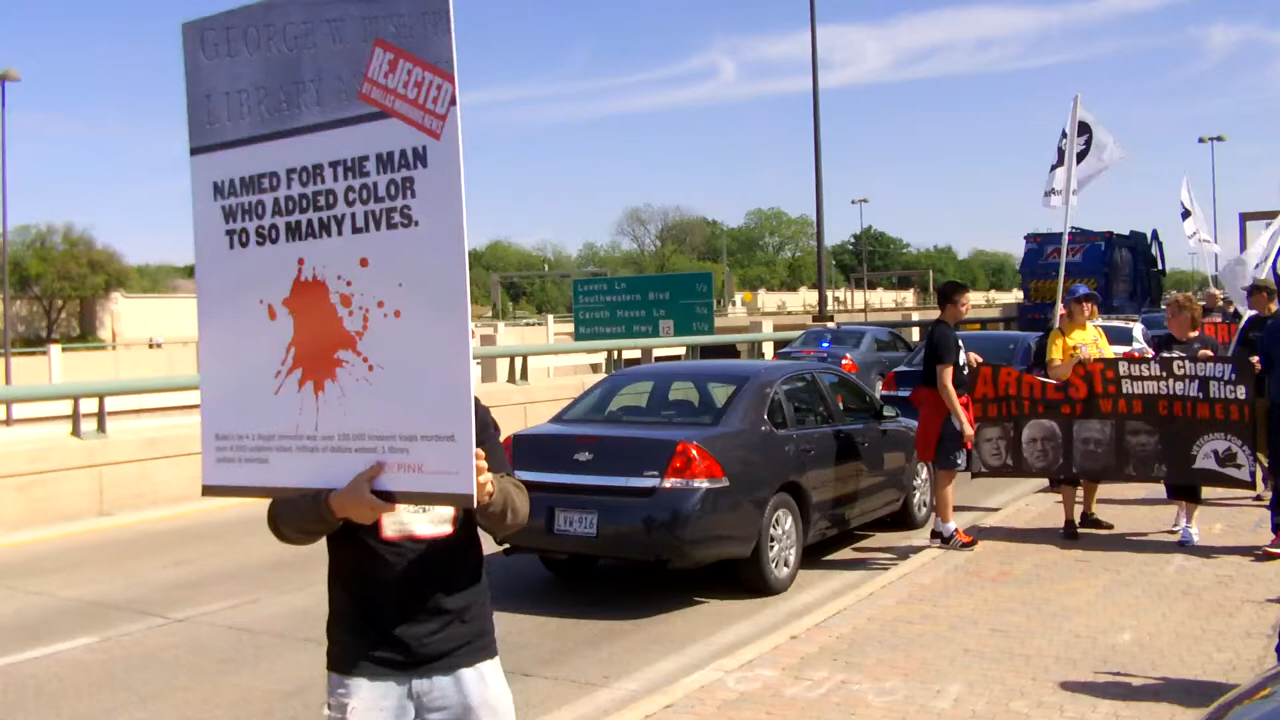 GEORGE W. BUSH
LIBRARY
REJECTED
BY DALLAS MORNING NEWS
NAMED FOR THE MAN
WHO ADDED COLOR
TO SO MANY LIVES.
PINK
Lovers Ln 1/2
Southwestern Blvd
Caruth Haven Ln 3/4
Northwest Hwy 12 1 1/2
LVW-916
ARREST: Bush, Cheney,
Rumsfeld, Rice
GUILTY OF WAR CRIMES!
VETERANS FOR PEACE